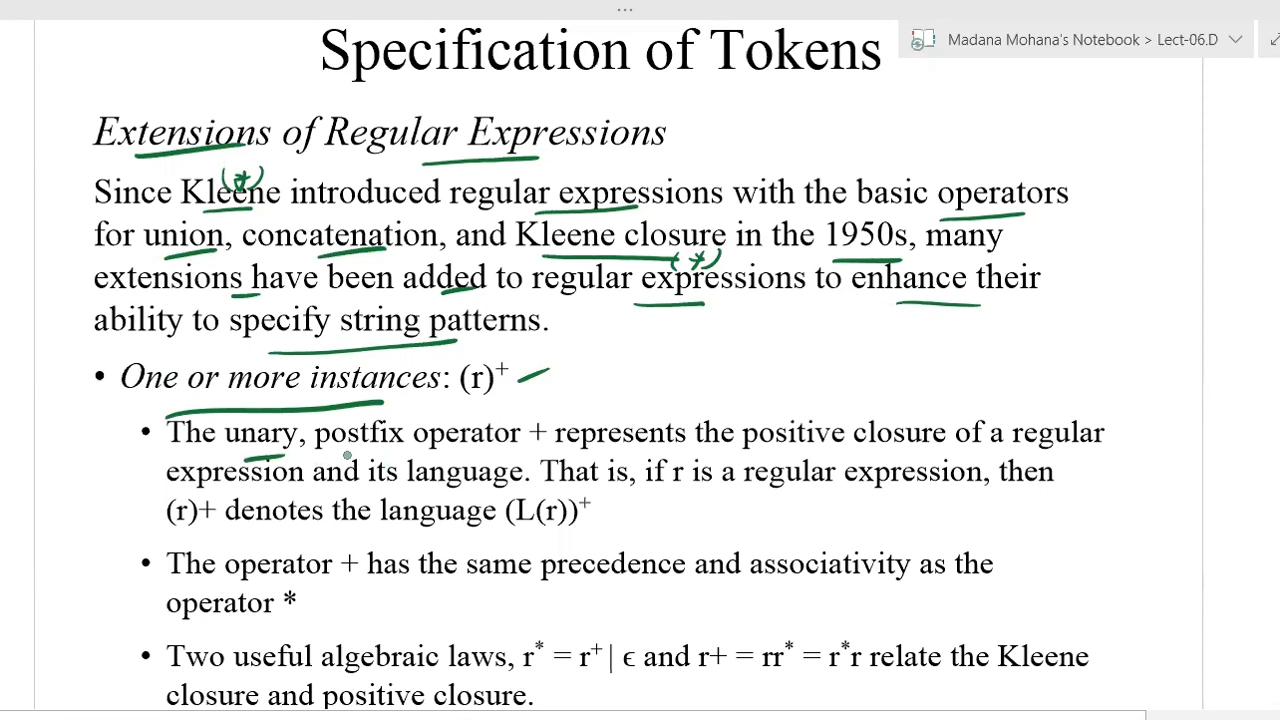 ...
Specification of Tokens
Madana Mohana's Notebook > Lect-06.D
Extensions of Regular Expressions
(*)
Since Kleene introduced regular expressions with the basic operators
for union, concatenation, and Kleene closure in the 1950s, many
(*)
extensions have been added to regular expressions to enhance their
ability to specify string patterns.
• One or more instances: (r)⁺
• The unary, postfix operator + represents the positive closure of a regular
expression and its language. That is, if r is a regular expression, then
(r)+ denotes the language (L(r))⁺
• The operator + has the same precedence and associativity as the
operator *
• Two useful algebraic laws, r* = r⁺ | ϵ and r+ = rr* = r*r relate the Kleene
closure and positive closure.